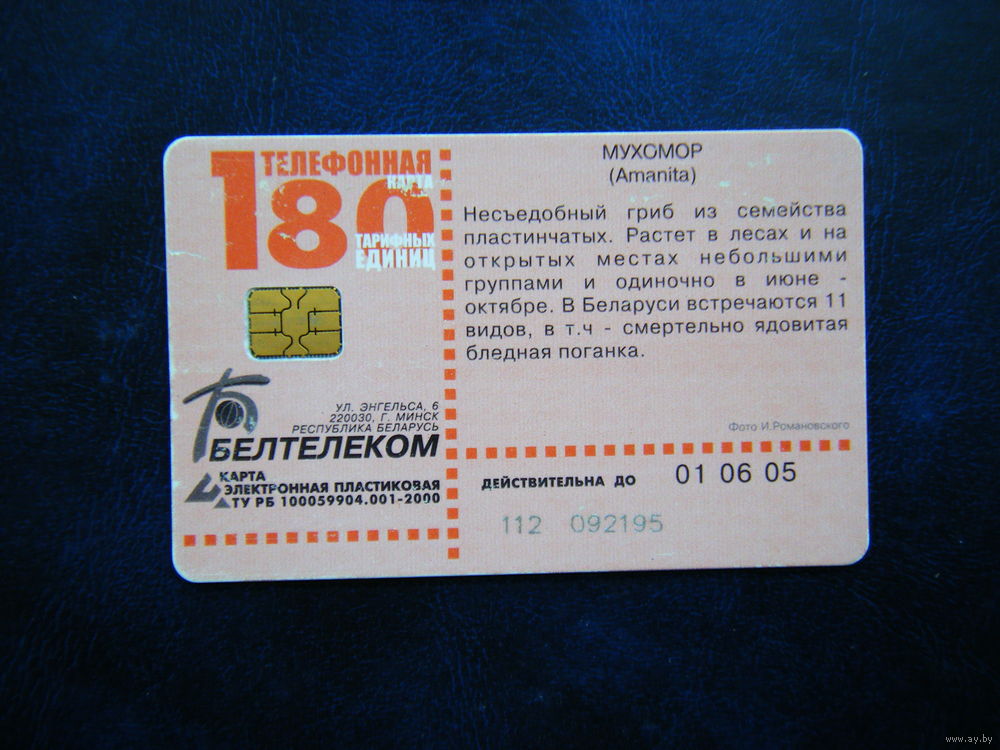 ТЕЛЕФОННАЯ
КАРТА
180
ТАРИФНЫХ
ЕДИНИЦ
УЛ. ЭНГЕЛЬСА, 6
220030, Г. МИНСК
РЕСПУБЛИКА БЕЛАРУСЬ
БЕЛТЕЛЕКОМ
КАРТА
ЭЛЕКТРОННАЯ ПЛАСТИКОВАЯ
ТУ РБ 100059904.001-2000
МУХОМОР
(Amanita)
Несъедобный гриб из семейства
пластинчатых. Растет в лесах и на
открытых местах небольшими
группами и одиночно в июне -
октябре. В Беларуси встречаются 11
видов, в т.ч - смертельно ядовитая
бледная поганка.
Фото И.Романовского
ДЕЙСТВИТЕЛЬНА ДО 01 06 05
112 092195
www.ay.by